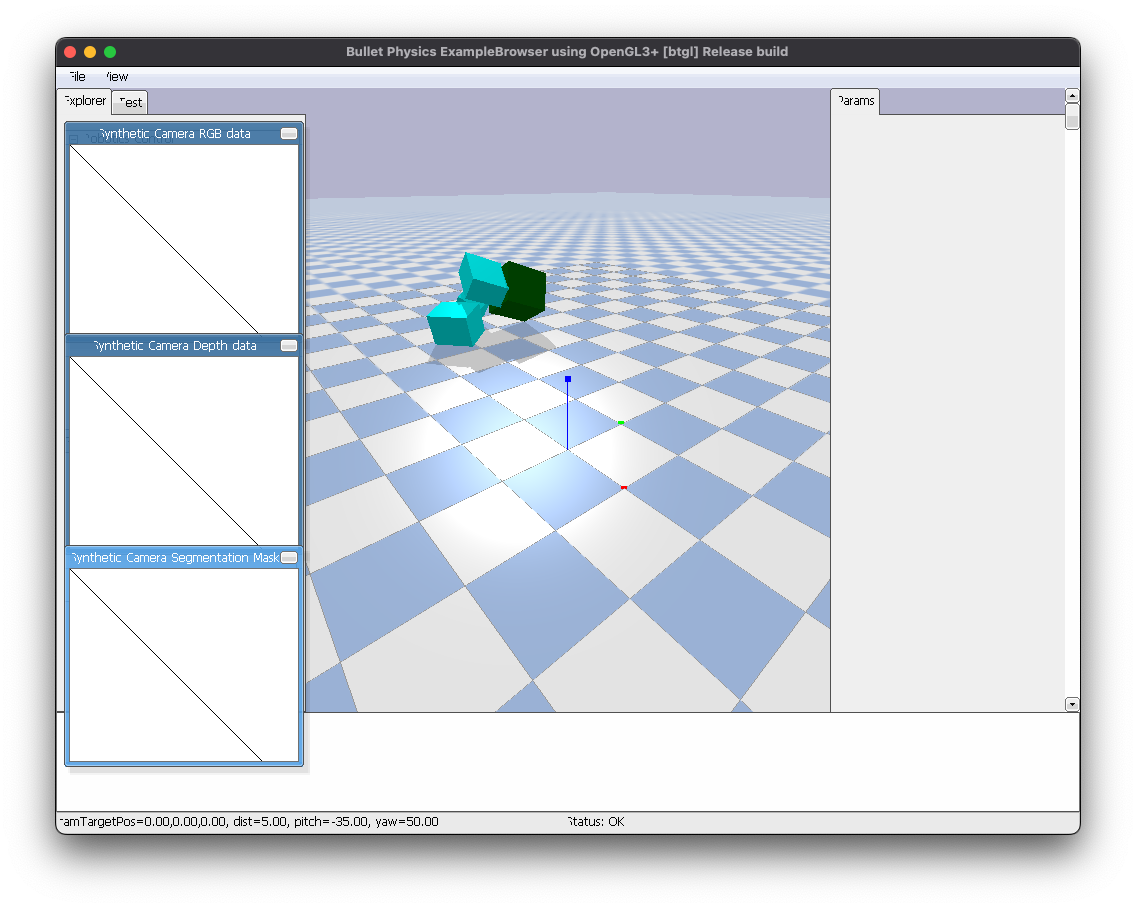 Bullet Physics ExampleBrowser using OpenGL3+ [btgl] Release build
File View
Explorer Test Params
Synthetic Camera RGB data
Synthetic Camera Depth data
Synthetic Camera Segmentation Mask
camTargetPos=0.00,0.00,0.00, dist=5.00, pitch=-35.00, yaw=50.00 Status: OK